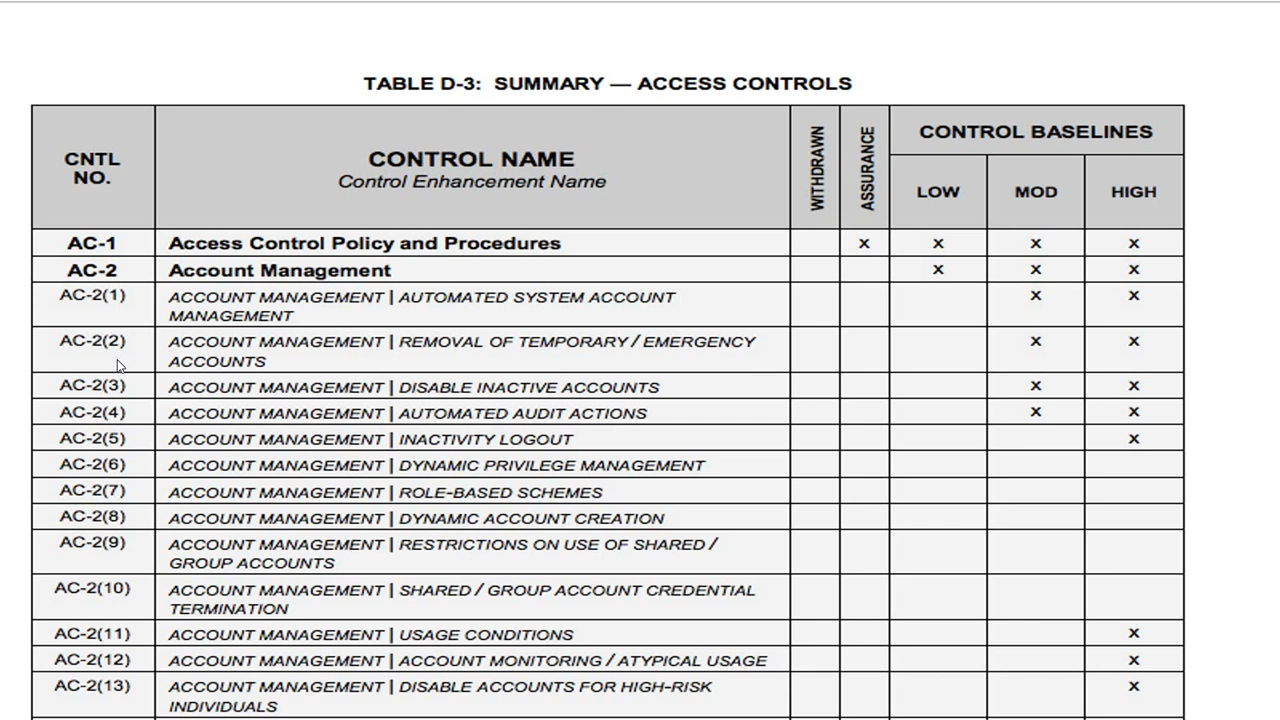 TABLE D-3: SUMMARY — ACCESS CONTROLS
CNTL NO.
CONTROL NAME
Control Enhancement Name
WITHDRAWN
ASSURANCE
CONTROL BASELINES
LOW MOD HIGH
AC-1 Access Control Policy and Procedures x x x x
AC-2 Account Management x x x
AC-2(1) ACCOUNT MANAGEMENT | AUTOMATED SYSTEM ACCOUNT x x
MANAGEMENT
AC-2(2) ACCOUNT MANAGEMENT | REMOVAL OF TEMPORARY / EMERGENCY x x
ACCOUNTS
AC-2(3) ACCOUNT MANAGEMENT | DISABLE INACTIVE ACCOUNTS x x
AC-2(4) ACCOUNT MANAGEMENT | AUTOMATED AUDIT ACTIONS x x
AC-2(5) ACCOUNT MANAGEMENT | INACTIVITY LOGOUT x
AC-2(6) ACCOUNT MANAGEMENT | DYNAMIC PRIVILEGE MANAGEMENT
AC-2(7) ACCOUNT MANAGEMENT | ROLE-BASED SCHEMES
AC-2(8) ACCOUNT MANAGEMENT | DYNAMIC ACCOUNT CREATION
AC-2(9) ACCOUNT MANAGEMENT | RESTRICTIONS ON USE OF SHARED /
GROUP ACCOUNTS
AC-2(10) ACCOUNT MANAGEMENT | SHARED / GROUP ACCOUNT CREDENTIAL
TERMINATION
AC-2(11) ACCOUNT MANAGEMENT | USAGE CONDITIONS x
AC-2(12) ACCOUNT MANAGEMENT | ACCOUNT MONITORING / ATYPICAL USAGE x
AC-2(13) ACCOUNT MANAGEMENT | DISABLE ACCOUNTS FOR HIGH-RISK x
INDIVIDUALS